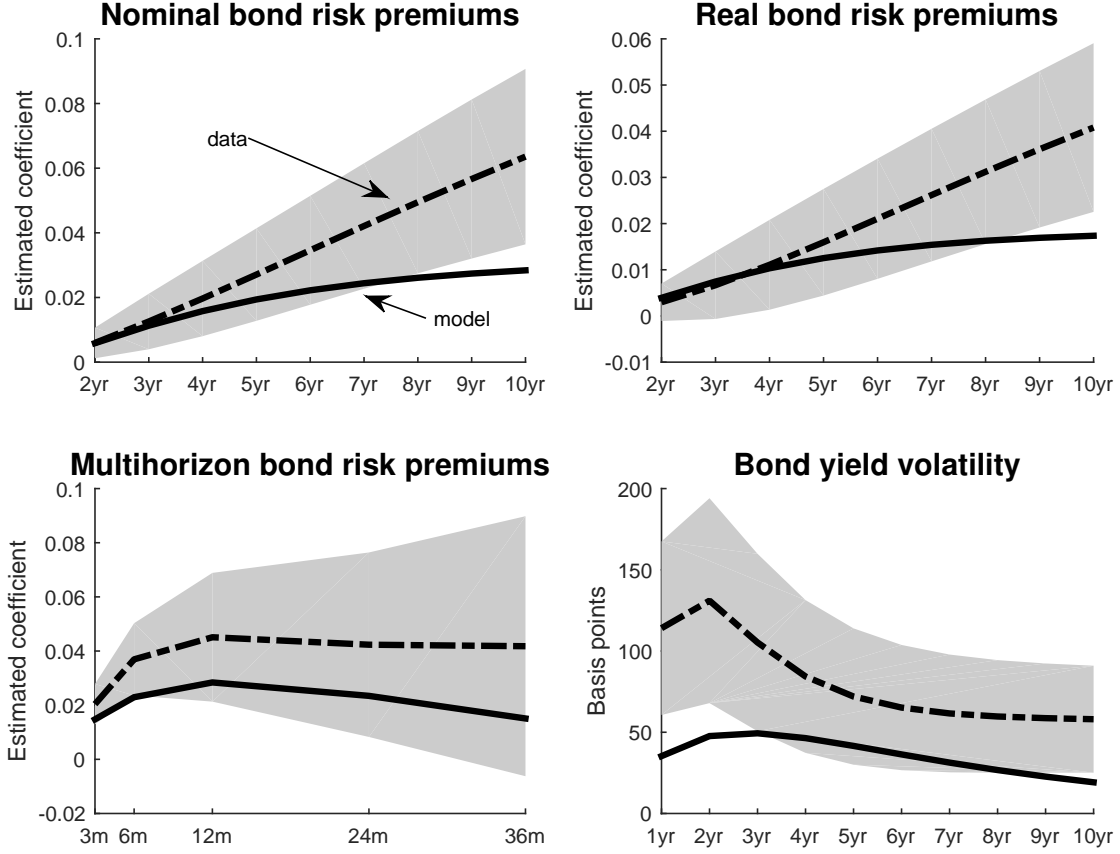 Nominal bond risk premiums
Estimated coefficient
0.1
0.08
0.06
0.04
0.02
0
2yr 3yr 4yr 5yr 6yr 7yr 8yr 9yr 10yr
data
model
Real bond risk premiums
Estimated coefficient
0.06
0.05
0.04
0.03
0.02
0.01
0
-0.01
2yr 3yr 4yr 5yr 6yr 7yr 8yr 9yr 10yr
Multihorizon bond risk premiums
Estimated coefficient
0.1
0.08
0.06
0.04
0.02
0
-0.02
3m 6m 12m 24m 36m
Bond yield volatility
Basis points
200
150
100
50
0
1yr 2yr 3yr 4yr 5yr 6yr 7yr 8yr 9yr 10yr